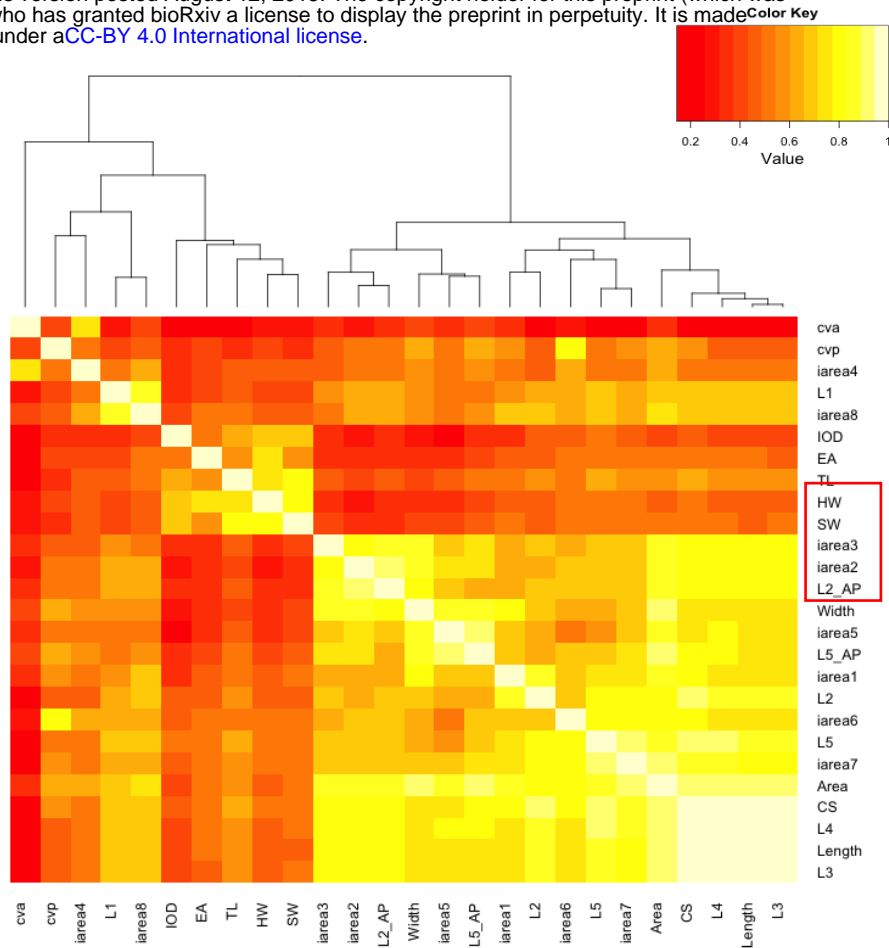 who has granted bioRxiv a license to display the preprint in perpetuity. It is made
under aCC-BY 4.0 International license.
Color Key
0.2 0.4 0.6 0.8 1
Value
cva
cvp
iarea4
L1
iarea8
IOD
EA
TL
HW
SW
iarea3
iarea2
L2_AP
Width
iarea5
L5_AP
iarea1
L2
iarea6
L5
iarea7
Area
CS
L4
Length
L3
cva cvp iarea4 L1 iarea8 IOD EA TL HW SW iarea3 iarea2 L2_AP Width iarea5 L5_AP iarea1 L2 iarea6 L5 iarea7 Area CS L4 Length L3